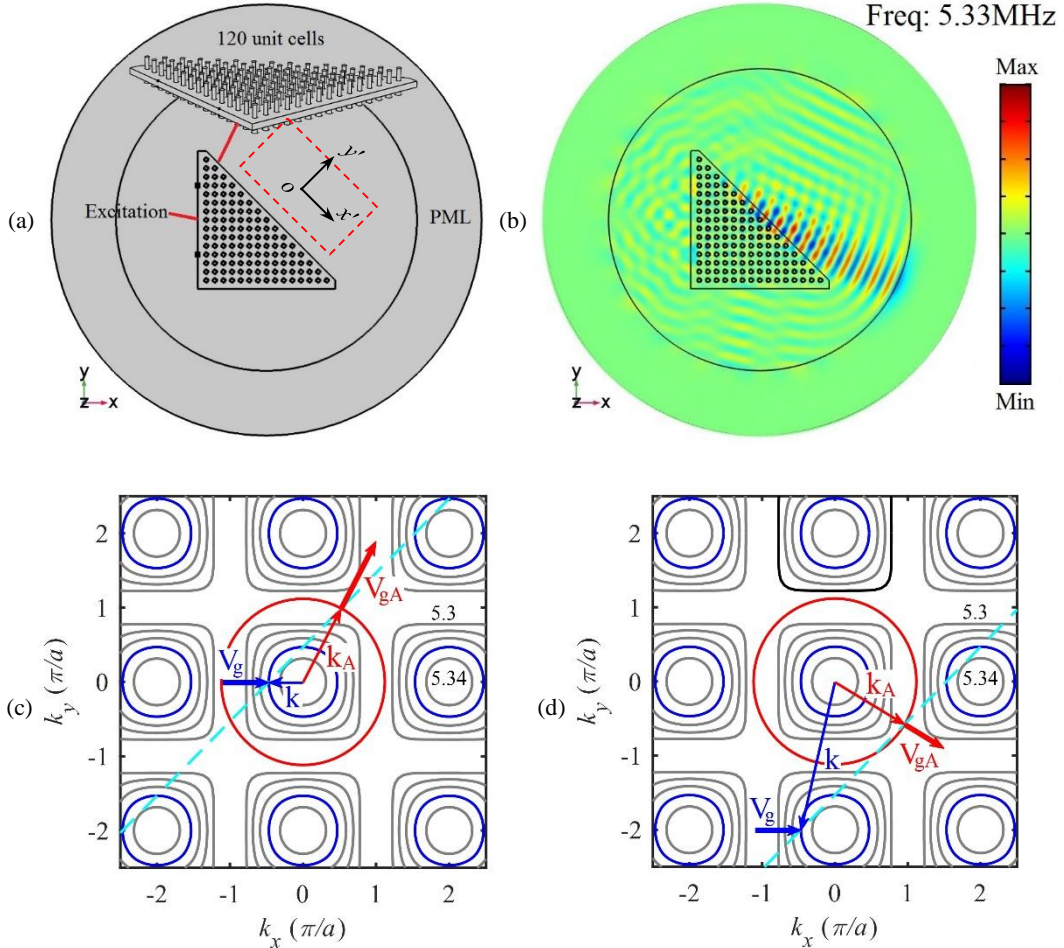 120 unit cells
Excitation
o
y'
x'
PML
(a)
y
z x
Freq: 5.33MHz
Max
Min
(b)
y
z x
2
1
0
-1
-2
k_y (π/a)
5.3
5.34
V_gA
k_A
V_g
k
(c)
-2 -1 0 1 2
k_x (π/a)
2
1
0
-1
-2
k_y (π/a)
5.3
5.34
k_A
V_gA
k
V_g
(d)
-2 -1 0 1 2
k_x (π/a)